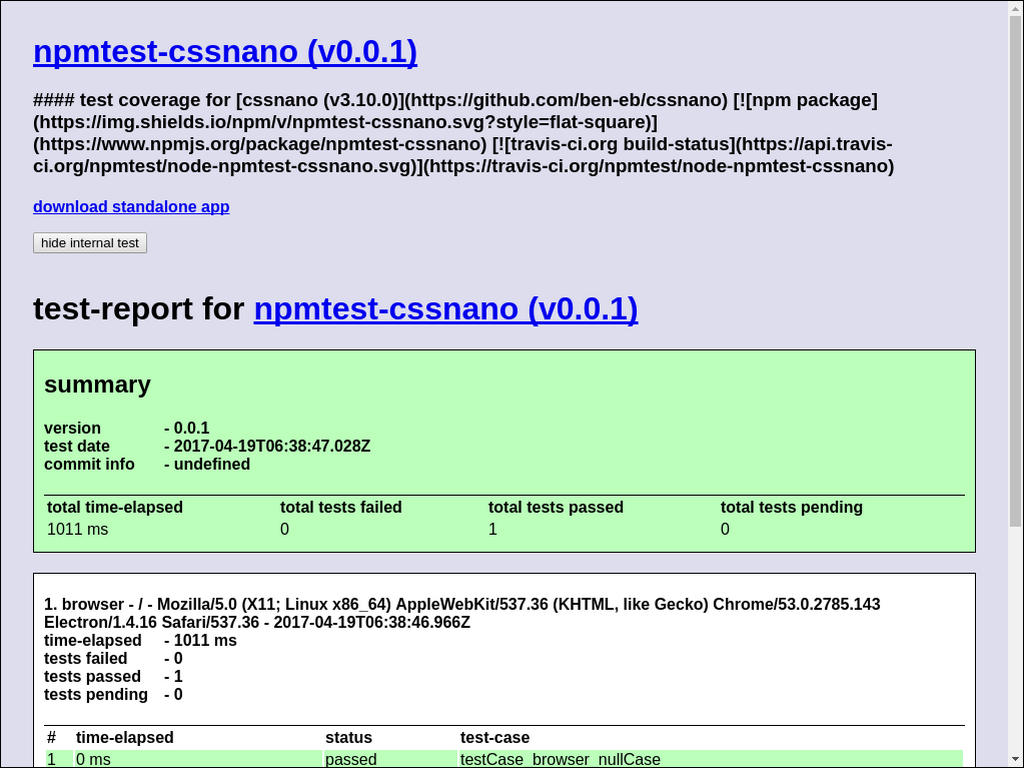 npmtest-cssnano (v0.0.1)
#### test coverage for [cssnano (v3.10.0)](https://github.com/ben-eb/cssnano) [![npm package]
(https://img.shields.io/npm/v/npmtest-cssnano.svg?style=flat-square)]
(https://www.npmjs.org/package/npmtest-cssnano) [![travis-ci.org build-status](https://api.travis-
ci.org/npmtest/node-npmtest-cssnano.svg)](https://travis-ci.org/npmtest/node-npmtest-cssnano)
download standalone app
hide internal test
test-report for npmtest-cssnano (v0.0.1)
summary
version - 0.0.1
test date - 2017-04-19T06:38:47.028Z
commit info - undefined
total time-elapsed total tests failed total tests passed total tests pending
1011 ms 0 1 0
1. browser - / - Mozilla/5.0 (X11; Linux x86_64) AppleWebKit/537.36 (KHTML, like Gecko) Chrome/53.0.2785.143
Electron/1.4.16 Safari/537.36 - 2017-04-19T06:38:46.966Z
time-elapsed - 1011 ms
tests failed - 0
tests passed - 1
tests pending - 0
# time-elapsed status test-case
1 0 ms passed testCase_browser_nullCase